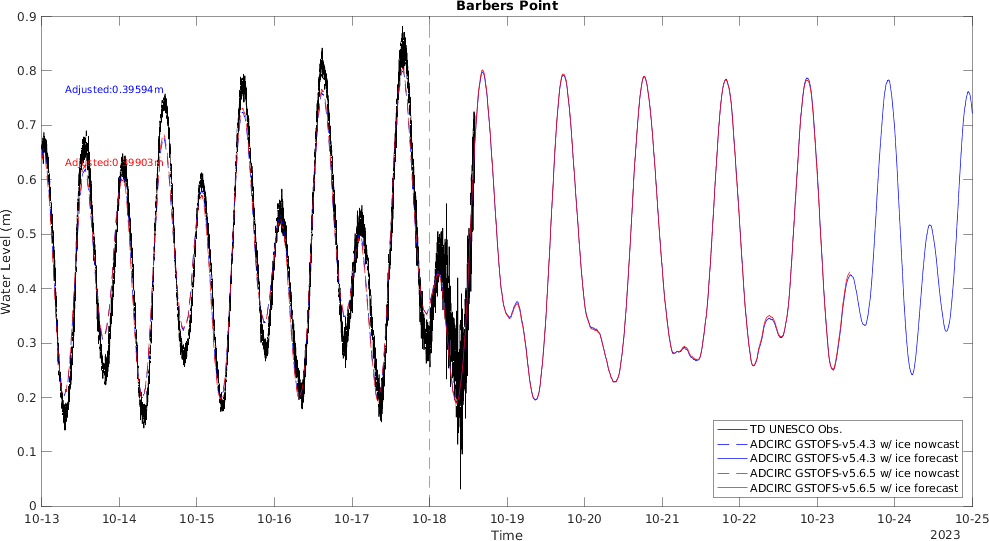 Barbers Point
0.9
0.8
0.7
0.6
0.5
0.4
0.3
0.2
0.1
0
Water Level (m)
Adjusted:0.39594m
Adjusted:0.39903m
TD UNESCO Obs.
ADCIRC GSTOFS-v5.4.3 w/ ice nowcast
ADCIRC GSTOFS-v5.4.3 w/ ice forecast
ADCIRC GSTOFS-v5.6.5 w/ ice nowcast
ADCIRC GSTOFS-v5.6.5 w/ ice forecast
10-13 10-14 10-15 10-16 10-17 10-18 10-19 10-20 10-21 10-22 10-23 10-24 10-25
Time
2023